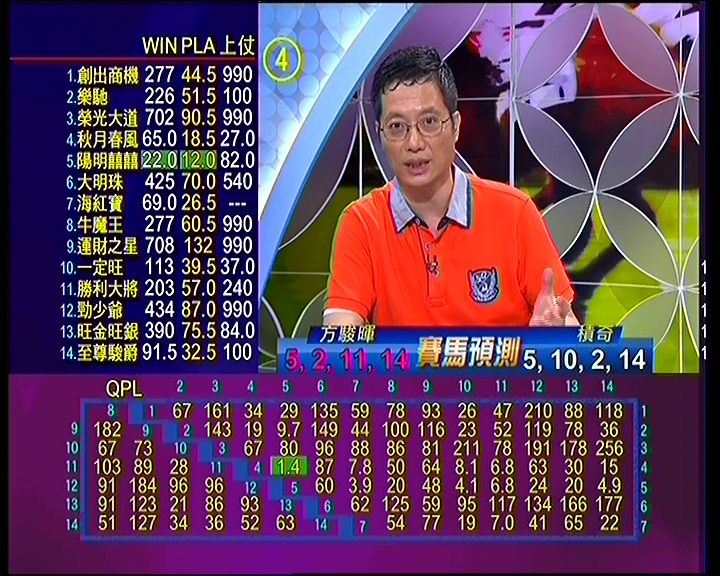 WIN PLA 上仗
4
1.創出商機 277 44.5 990
2.樂馳 226 51.5 100
3.榮光大道 702 90.5 990
4.秋月春風 65.0 18.5 27.0
5.陽明囍囍 22.0 12.0 82.0
6.大明珠 425 70.0 540
7.海紅寶 69.0 26.5 ---
8.牛魔王 277 60.5 990
9.運財之星 708 132 990
10.一定旺 113 39.5 37.0
11.勝利大將 203 57.0 240
12.勁少爺 434 87.0 990
13.旺金旺銀 390 75.5 84.0
14.至尊駿爵 91.5 32.5 100
方駿暉 積奇
5, 2, 11, 14 賽馬預測 5, 10, 2, 14
QPL 2 3 4 5 6 7 8 9 10 11 12 13 14
8 1 67 161 34 29 135 59 78 93 26 47 210 88 118 1
9 182 9 2 143 19 9.7 149 44 100 116 23 52 119 78 36 2
10 67 73 10 3 67 80 96 88 86 81 211 78 191 178 256 3
11 103 89 28 11 4 1.4 87 7.8 50 64 8.1 6.8 63 30 15 4
12 91 184 96 96 12 5 60 3.9 20 48 4.1 6.8 24 20 4.9 5
13 91 123 21 86 93 13 6 62 125 59 95 117 134 166 177 6
14 51 127 34 36 52 63 14 7 54 77 19 7.0 41 65 22 7